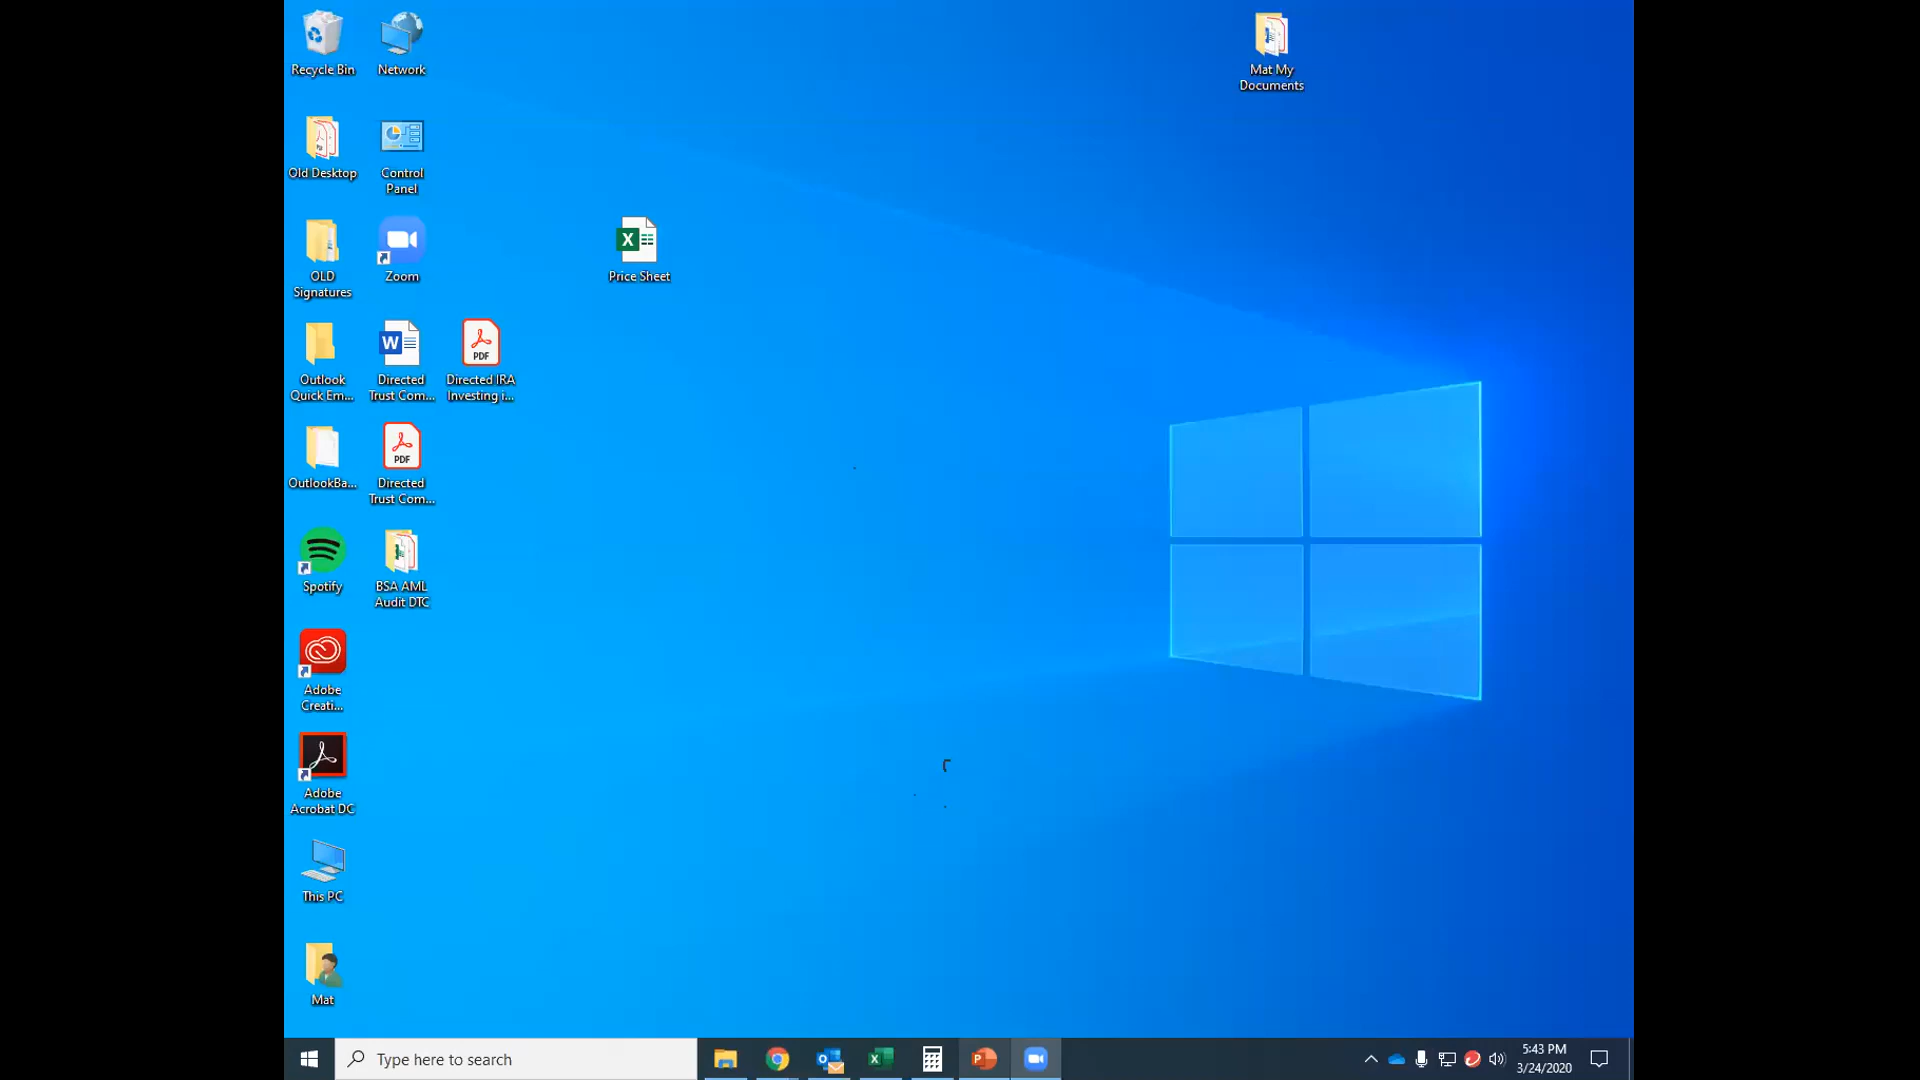 Recycle Bin
Network
Mat My
Documents
Old Desktop
Control
Panel
OLD
Signatures
Zoom
X
Price Sheet
Outlook
Quick Em...
W
Directed
Trust Com...
PDF
Directed IRA
Investing i...
OutlookBa...
PDF
Directed
Trust Com...
Spotify
BSA AML
Audit DTC
Adobe
Creati...
Adobe
Acrobat DC
This PC
Mat
Type here to search
5:43 PM
3/24/2020